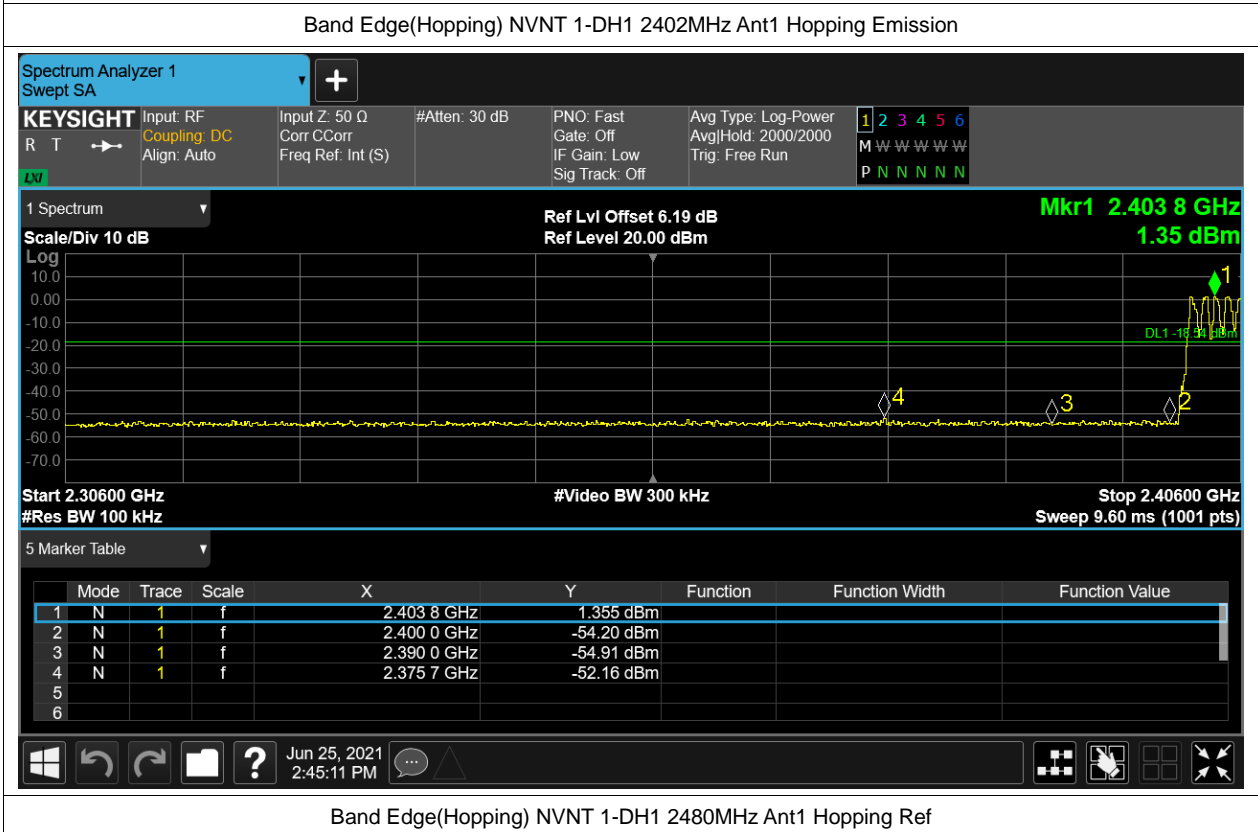 Band Edge(Hopping) NVNT 1-DH1 2402MHz Ant1 Hopping Emission
Spectrum Analyzer 1
Swept SA
KEYSIGHT
R T
LXI
Input: RF
Coupling: DC
Align: Auto
Input Z: 50 Ω
Corr CCorr
Freq Ref: Int (S)
#Atten: 30 dB
PNO: Fast
Gate: Off
IF Gain: Low
Sig Track: Off
Avg Type: Log-Power
Avg|Hold: 2000/2000
Trig: Free Run
1 2 3 4 5 6
M W W W W W
P N N N N N
1 Spectrum
Scale/Div 10 dB
Ref Lvl Offset 6.19 dB
Ref Level 20.00 dBm
Mkr1 2.403 8 GHz
1.35 dBm
Log
10.0
0.00
-10.0
-20.0
-30.0
-40.0
-50.0
-60.0
-70.0
1
DL1 -18.54 dBm
4
3
2
Start 2.30600 GHz
#Res BW 100 kHz
#Video BW 300 kHz
Stop 2.40600 GHz
Sweep 9.60 ms (1001 pts)
5 Marker Table
Mode Trace Scale X Y Function Function Width Function Value
1 N 1 f 2.403 8 GHz 1.355 dBm
2 N 1 f 2.400 0 GHz -54.20 dBm
3 N 1 f 2.390 0 GHz -54.91 dBm
4 N 1 f 2.375 7 GHz -52.16 dBm
5
6
?
Jun 25, 2021
2:45:11 PM
Band Edge(Hopping) NVNT 1-DH1 2480MHz Ant1 Hopping Ref